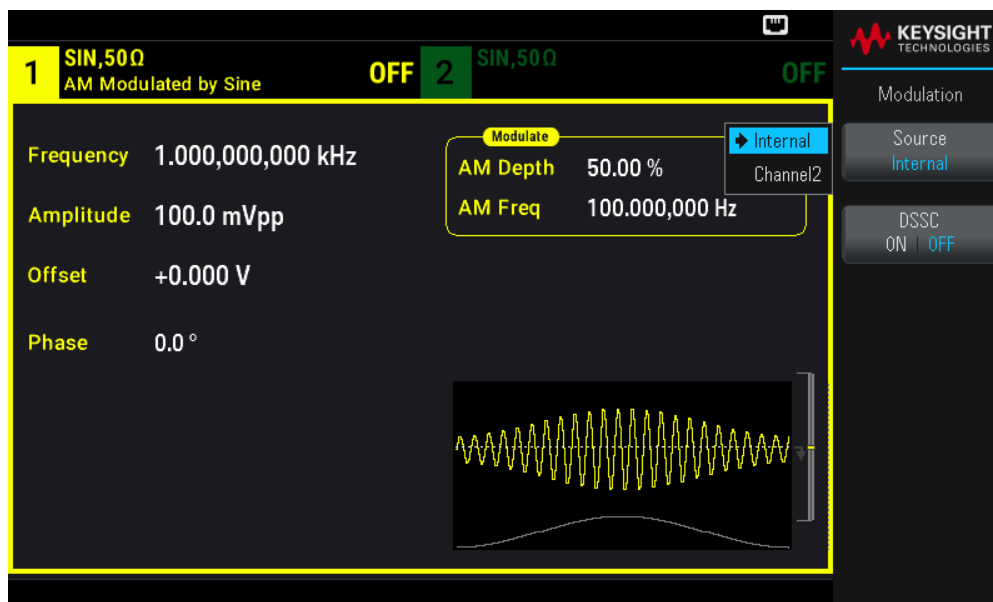 KEYSIGHT
TECHNOLOGIES
1 SIN,50Ω
AM Modulated by Sine
OFF
2 SIN,50Ω
OFF
Modulation
Frequency 1.000,000,000 kHz
Amplitude 100.0 mVpp
Offset +0.000 V
Phase 0.0 °
Modulate
AM Depth 50.00 %
AM Freq 100.000,000 Hz
Internal
Channel2
Source
Internal
DSSC
ON | OFF